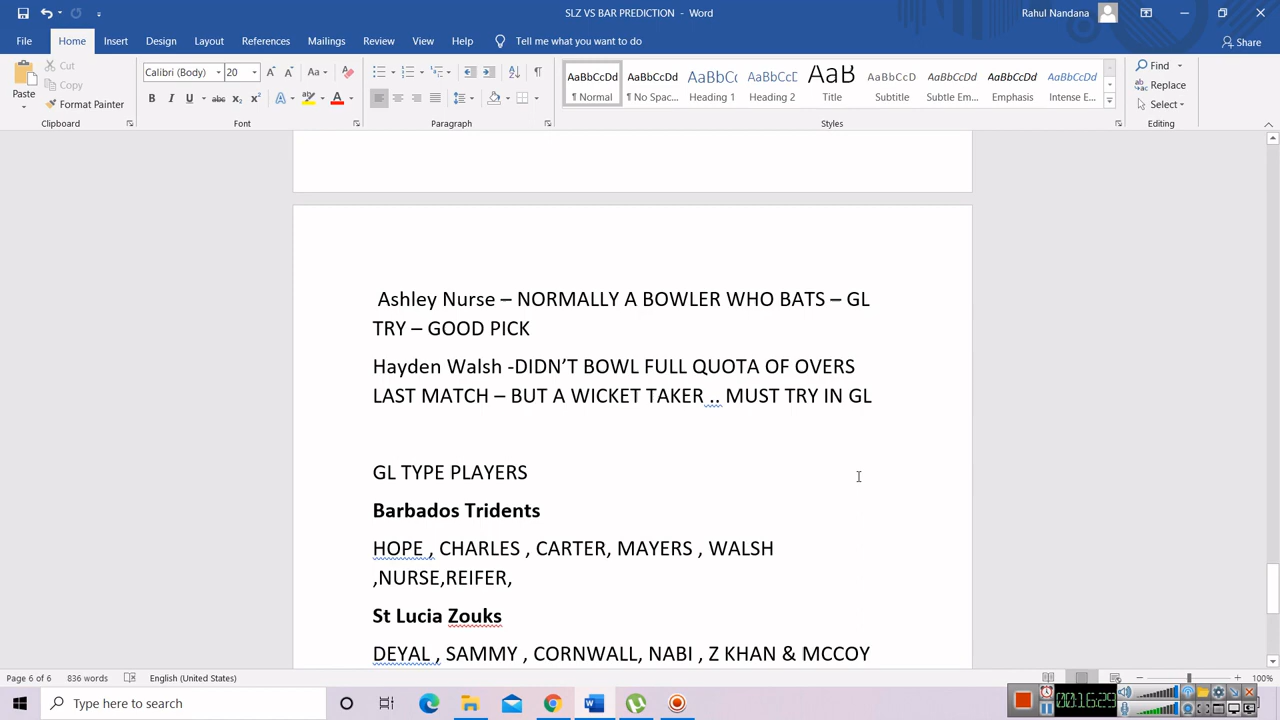 SLZ VS BAR PREDICTION - Word
Rahul Nandana
File Home Insert Design Layout References Mailings Review View Help Tell me what you want to do Share
Paste
Cut
Copy
Format Painter
Clipboard
Calibri (Body) 20
Font
Paragraph
AaBbCcDd AaBbCcDd AaBbC( AaBbCcE AaB AaBbCcD AaBbCcDd AaBbCcDd AaBbCcDd
¶ Normal ¶ No Spac... Heading 1 Heading 2 Title Subtitle Subtle Em... Emphasis Intense E...
Styles
Find
Replace
Select
Editing
Ashley Nurse – NORMALLY A BOWLER WHO BATS – GL
TRY – GOOD PICK
Hayden Walsh -DIDN’T BOWL FULL QUOTA OF OVERS
LAST MATCH – BUT A WICKET TAKER .. MUST TRY IN GL
GL TYPE PLAYERS
Barbados Tridents
HOPE , CHARLES , CARTER, MAYERS , WALSH
,NURSE,REIFER,
St Lucia Zouks
DEYAL , SAMMY , CORNWALL, NABI , Z KHAN & MCCOY
Page 6 of 6 836 words English (United States) 100%
Type here to search
00:16:29